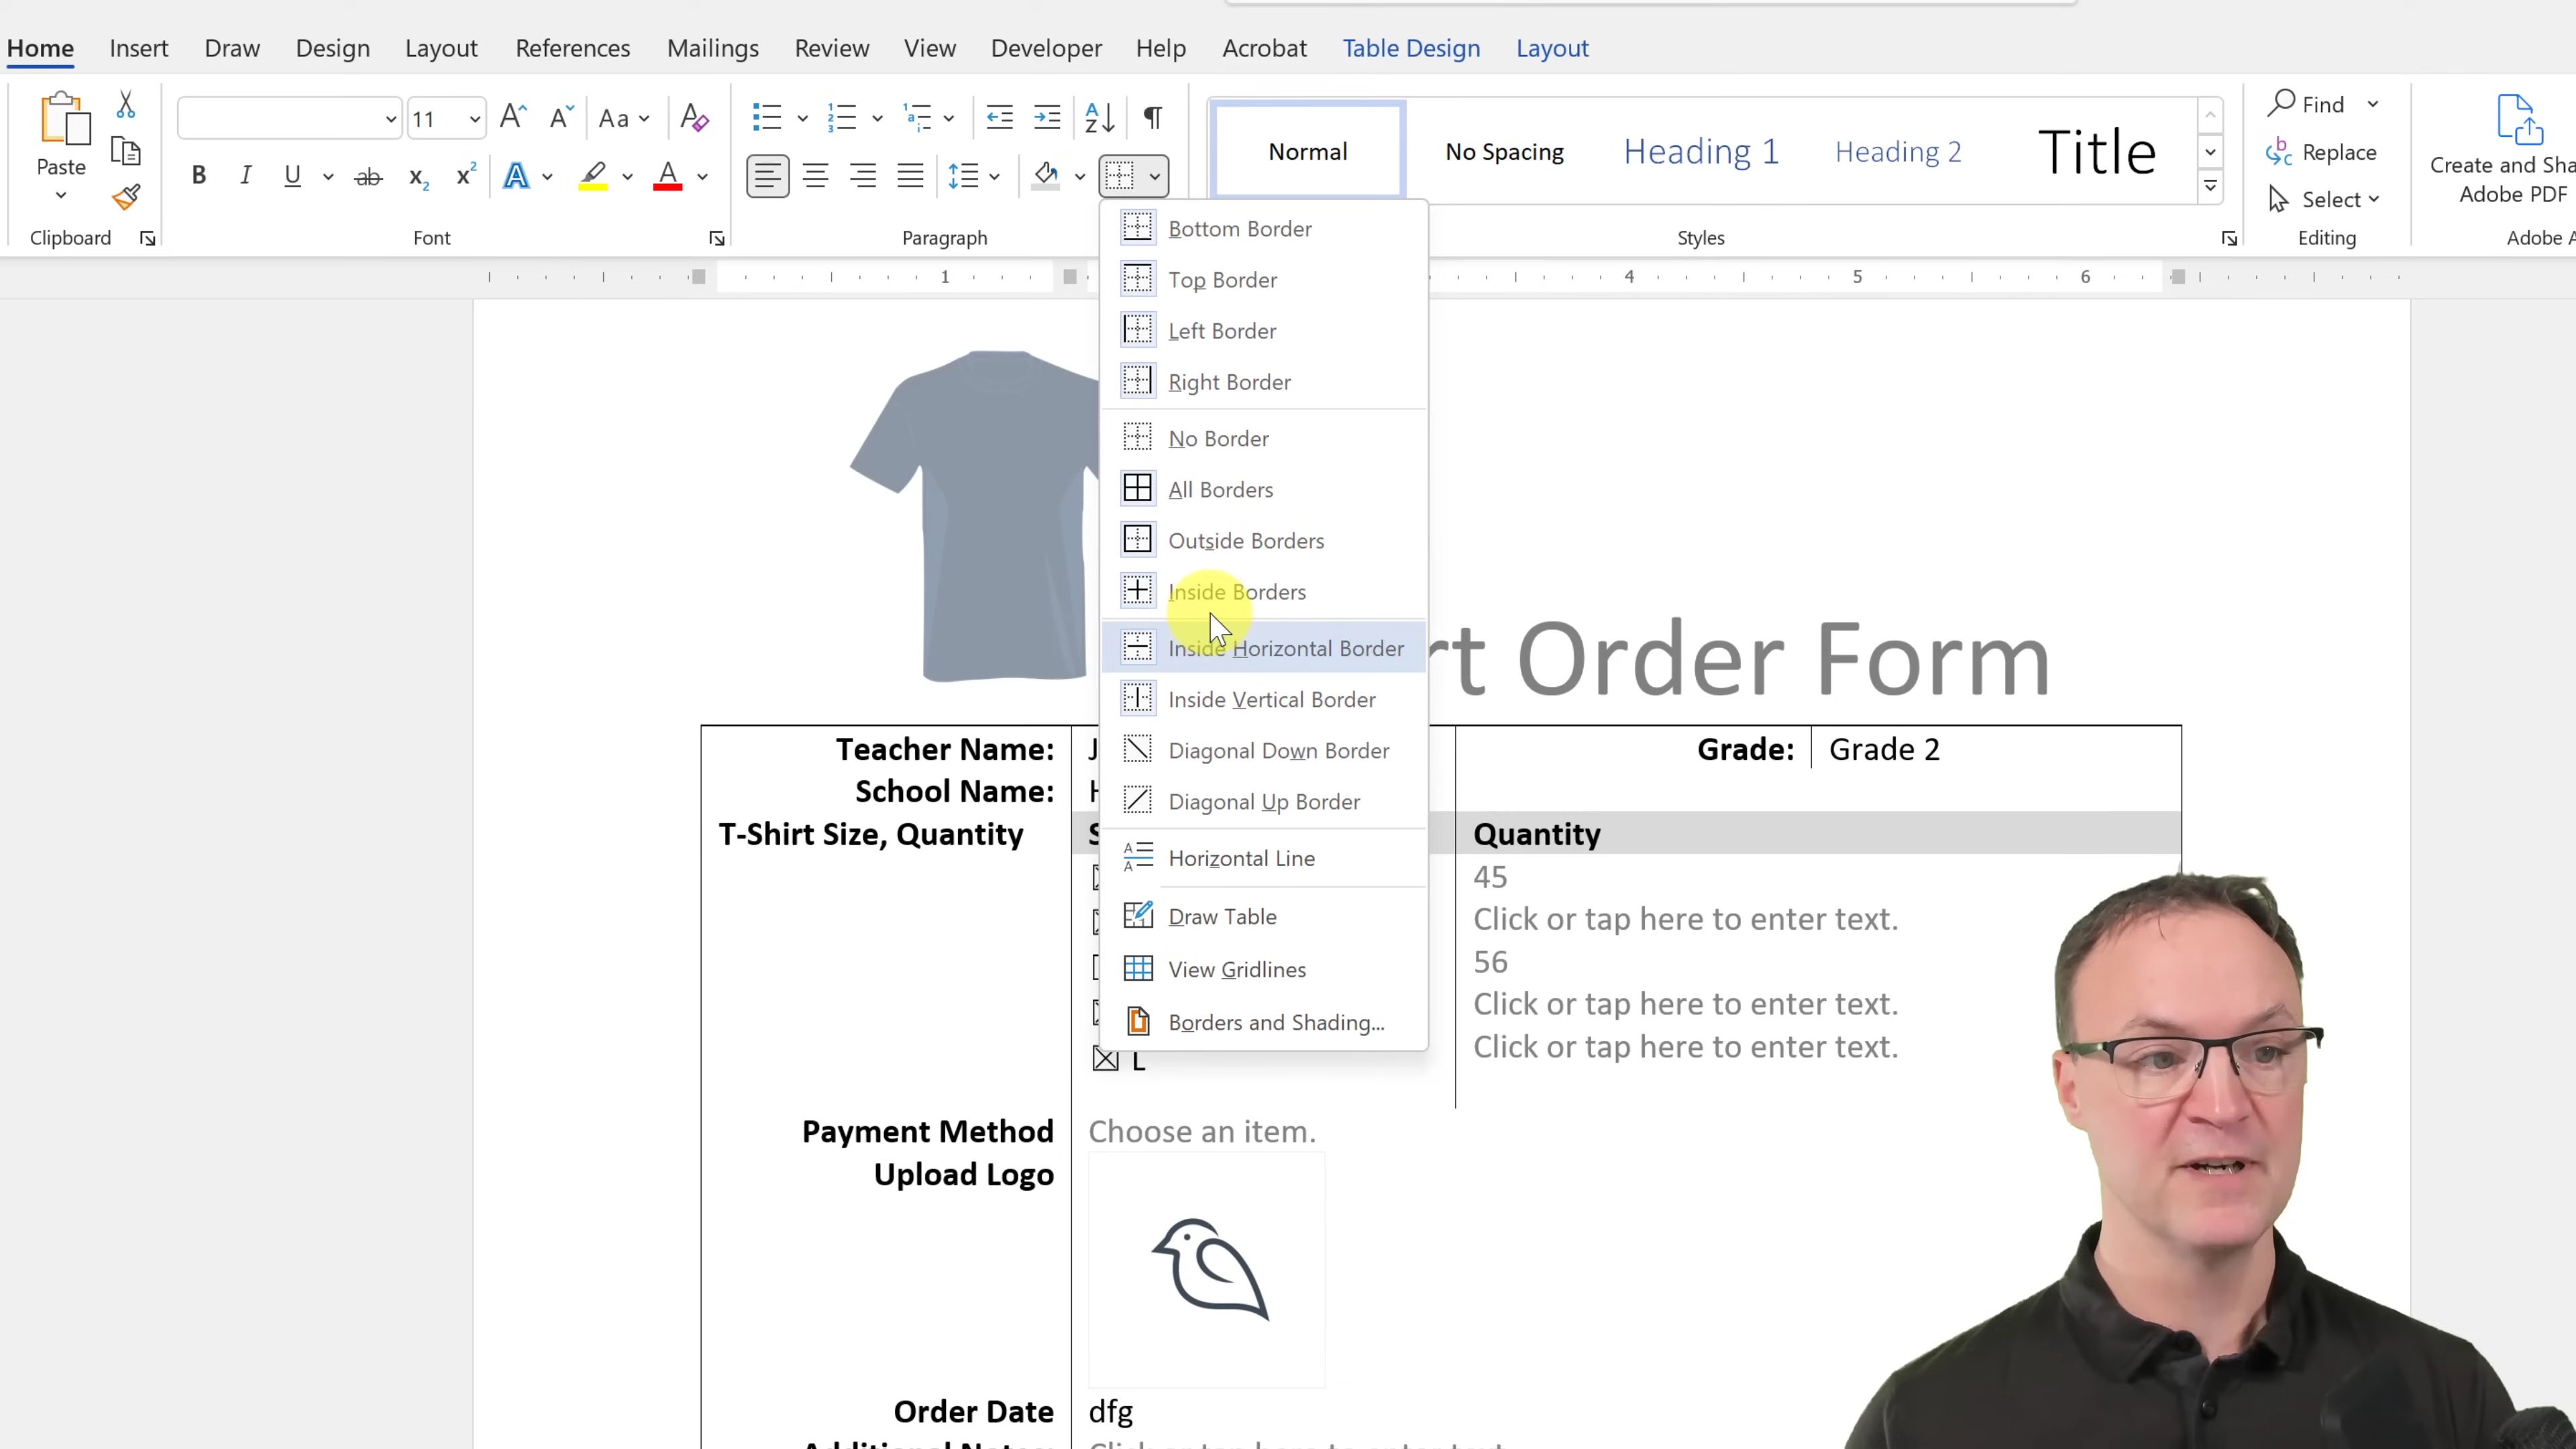 Home Insert Draw Design Layout References Mailings Review View Developer Help Acrobat Table Design Layout
Paste
11
Aa
Normal
No Spacing
Heading 1
Heading 2
Title
Find
Replace
Select
Adobe PDF
Clipboard Font Paragraph Styles Editing Adobe
1 4 5 6
Bottom Border
Top Border
Left Border
Right Border
No Border
All Borders
Outside Borders
Inside Borders
Inside Horizontal Border
Inside Vertical Border
Diagonal Down Border
Diagonal Up Border
Horizontal Line
Draw Table
View Gridlines
Borders and Shading...
rt Order Form
Teacher Name: J Grade: Grade 2
School Name: H
T-Shirt Size, Quantity S Quantity
45
Click or tap here to enter text.
56
Click or tap here to enter text.
Click or tap here to enter text.
L
Payment Method Choose an item.
Upload Logo
Order Date dfg